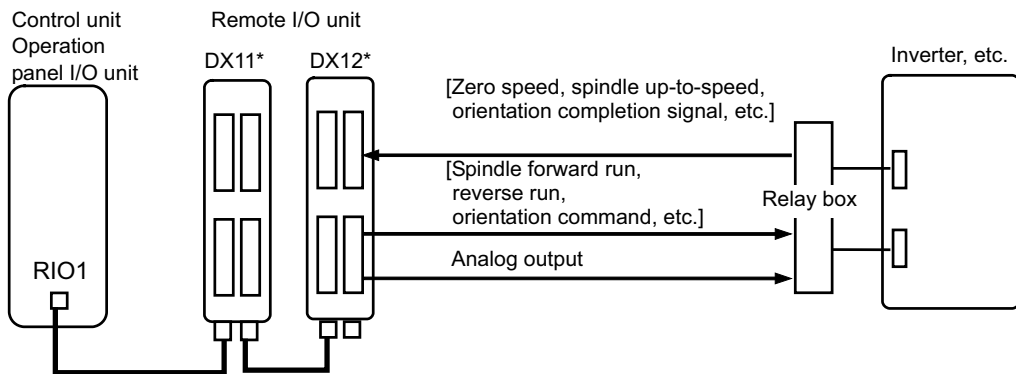 Control unit
Operation
panel I/O unit
Remote I/O unit
DX11*
DX12*
Inverter, etc.
[Zero speed, spindle up-to-speed,
orientation completion signal, etc.]
[Spindle forward run,
reverse run,
orientation command, etc.]
Relay box
Analog output
RIO1